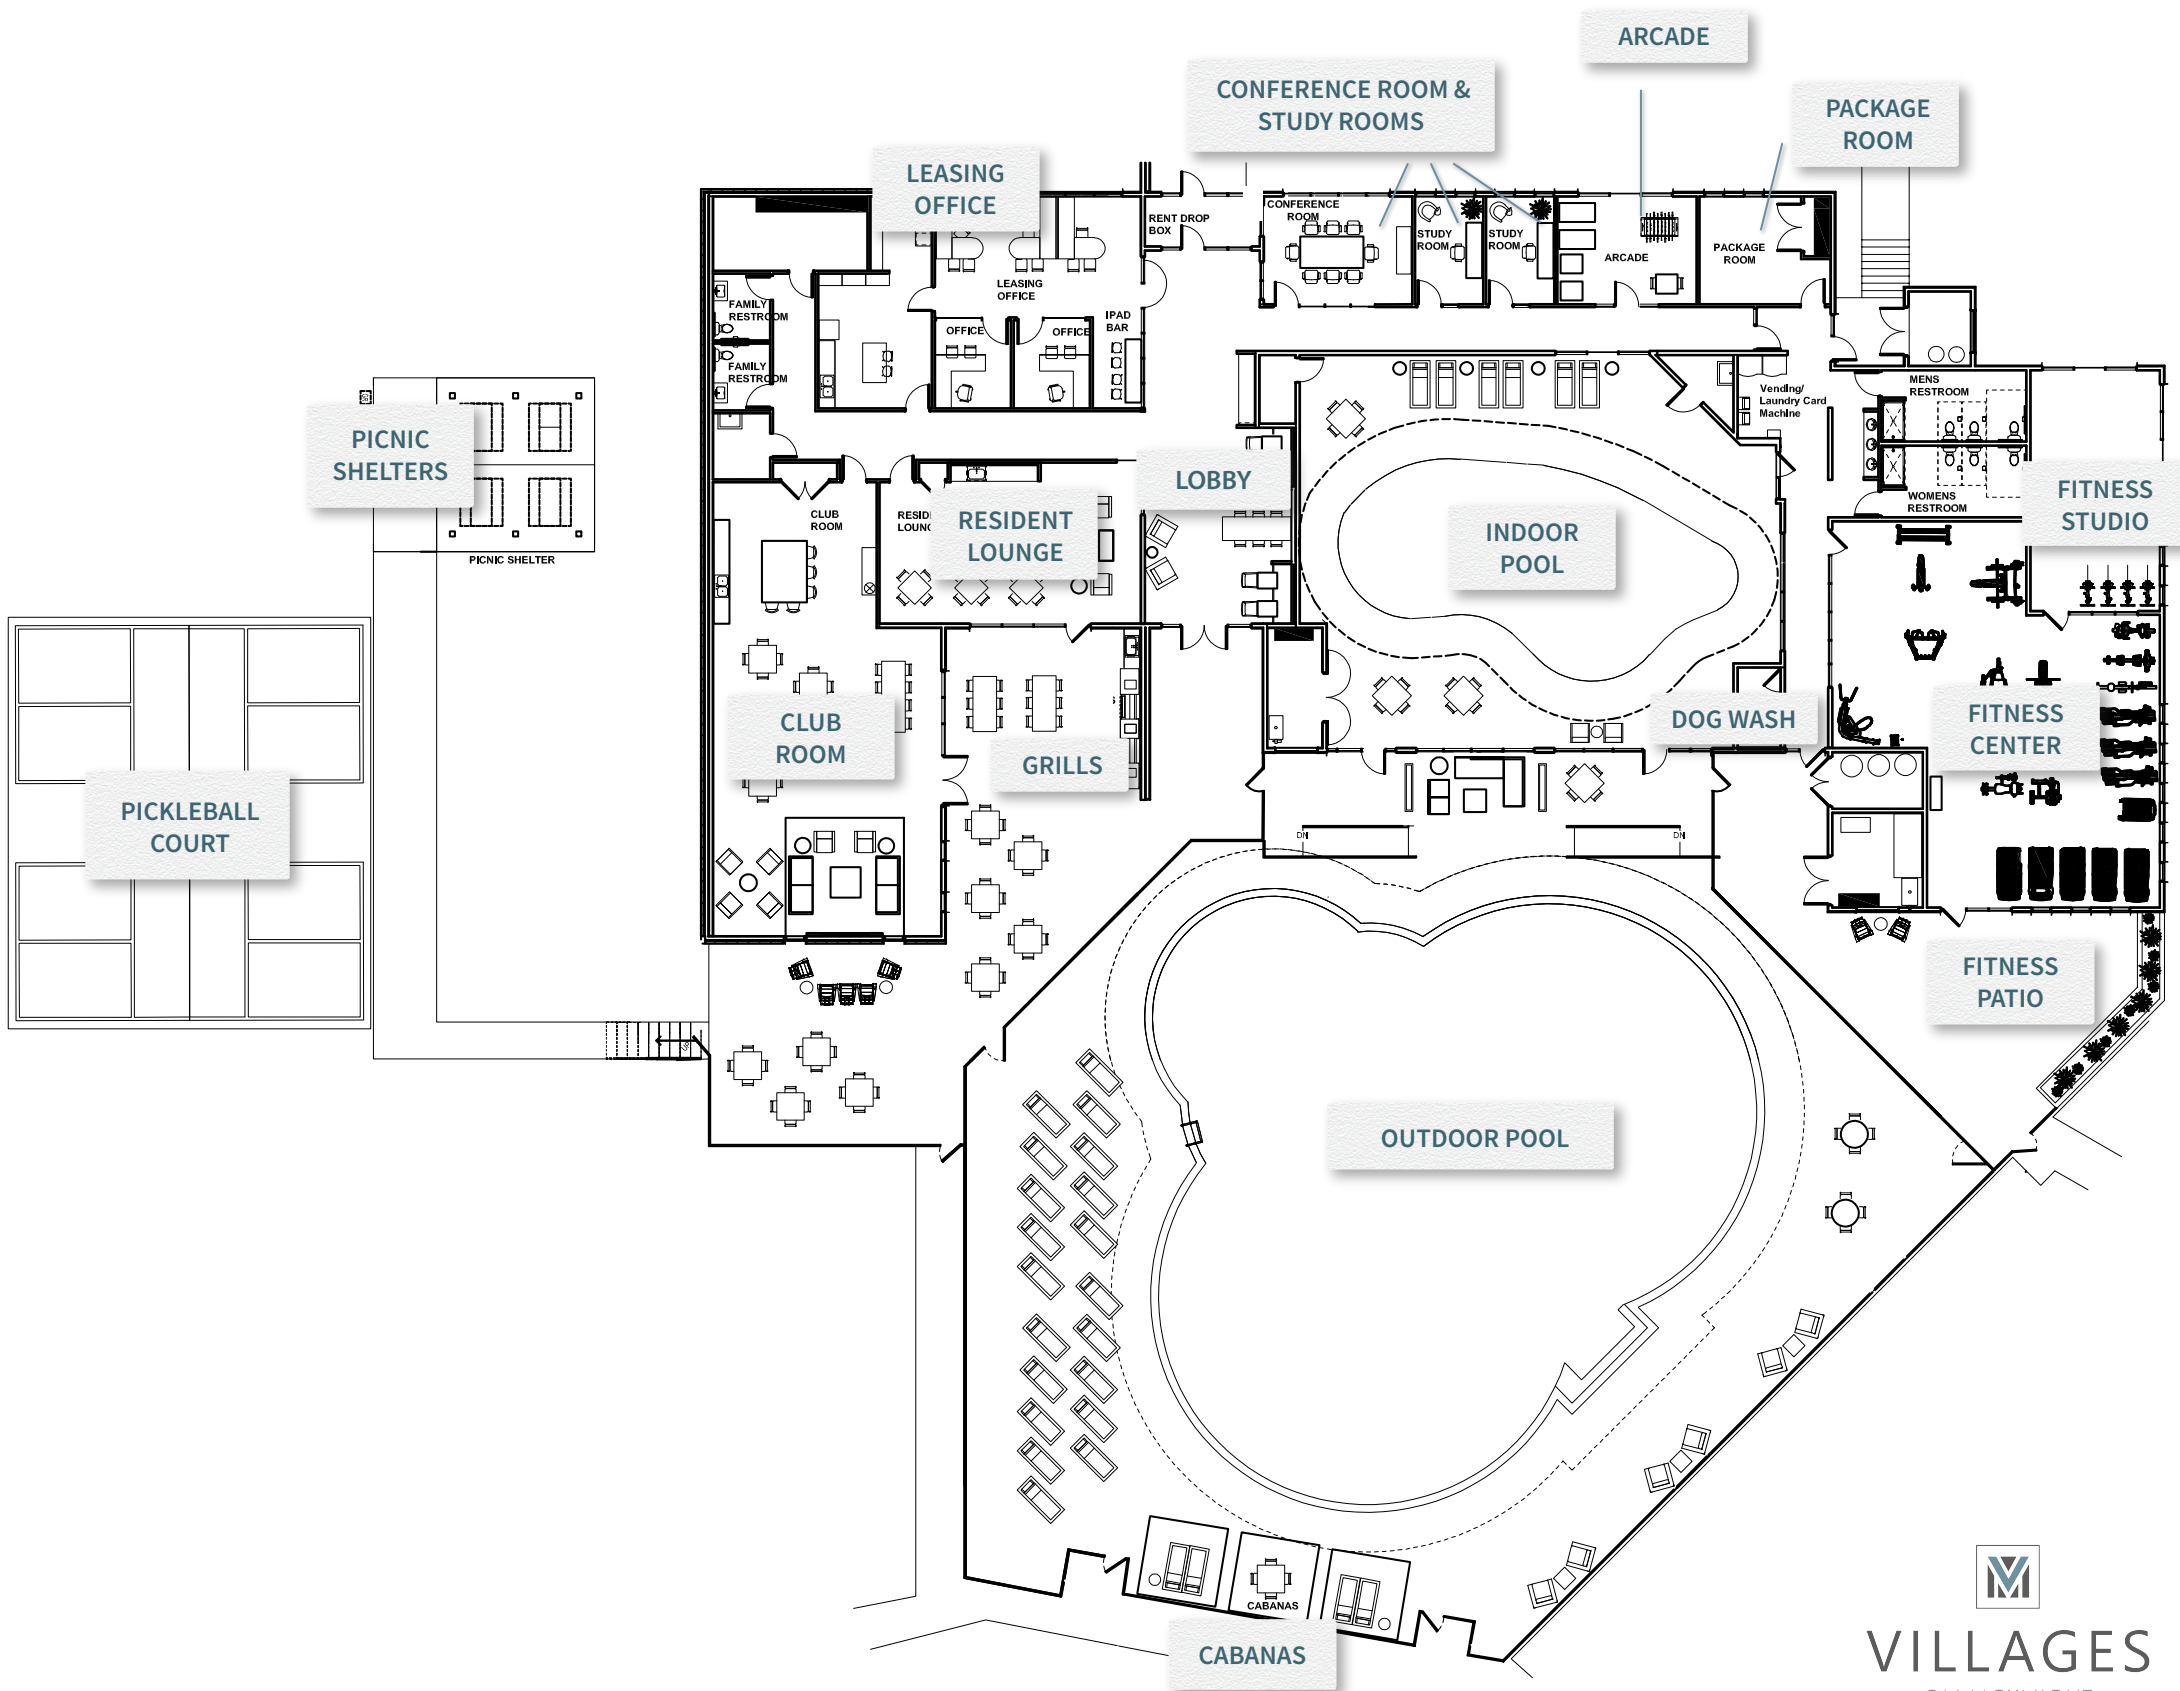 ARCADE
CONFERENCE ROOM &
STUDY ROOMS
PACKAGE
ROOM
LEASING
OFFICE
RENT DROP
BOX
CONFERENCE
ROOM
STUDY
ROOM
STUDY
ROOM
ARCADE
PACKAGE
ROOM
LEASING
OFFICE
FAMILY
RESTROOM
OFFICE
OFFICE
IPAD
BAR
FAMILY
RESTROOM
MENS
RESTROOM
Vending/
Laundry Card
Machine
PICNIC
SHELTERS
LOBBY
WOMENS
RESTROOM
FITNESS
STUDIO
CLUB
ROOM
RESIDENT
LOUNGE
INDOOR
POOL
PICNIC SHELTER
CLUB
ROOM
GRILLS
DOG WASH
FITNESS
CENTER
PICKLEBALL
COURT
DN
DN
FITNESS
PATIO
OUTDOOR POOL
CABANAS
CABANAS
VILLAGES